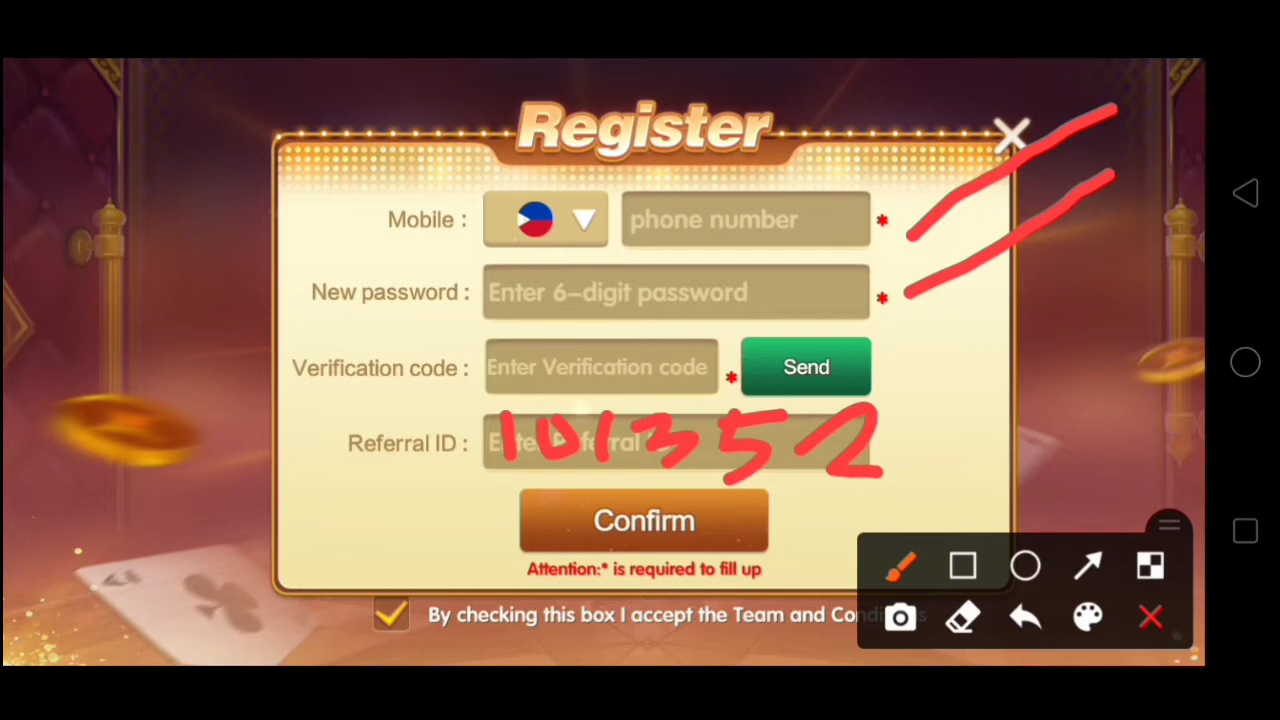 Register
Mobile : phone number *
New password : Enter 6-digit password *
Verification code : Enter Verification code * Send
Referral ID : 101352
Confirm
Attention:* is required to fill up
By checking this box I accept the Team and